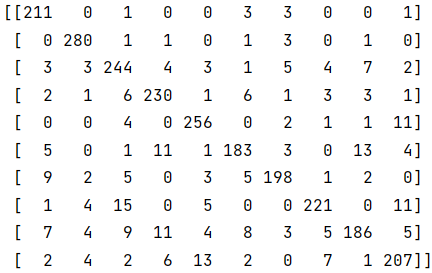 [[211 0 1 0 0 3 3 0 0 1]
[ 0 280 1 1 0 1 3 0 1 0]
[ 3 3 244 4 3 1 5 4 7 2]
[ 2 1 6 230 1 6 1 3 3 1]
[ 0 0 4 0 256 0 2 1 1 11]
[ 5 0 1 11 1 183 3 0 13 4]
[ 9 2 5 0 3 5 198 1 2 0]
[ 1 4 15 0 5 0 0 221 0 11]
[ 7 4 9 11 4 8 3 5 186 5]
[ 2 4 2 6 13 2 0 7 1 207]]